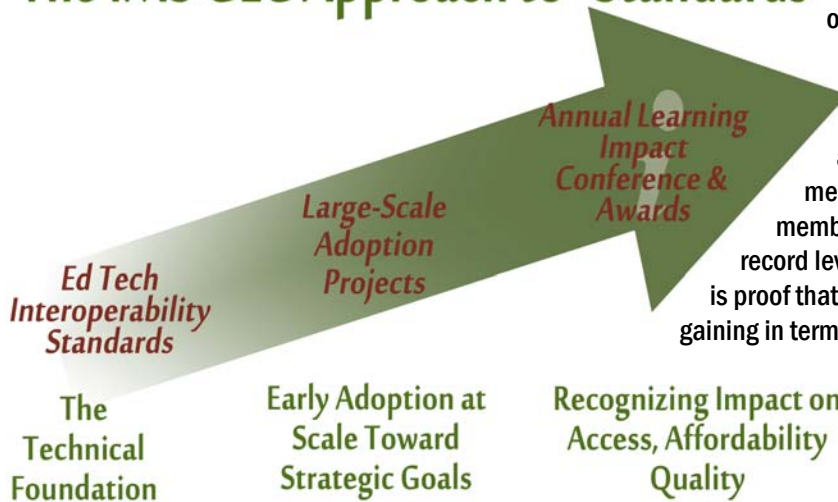 The IMS GLC Approach to "Standards"
Annual Learning
Impact
Conference &
Awards
Large-Scale
Adoption
Projects
Ed Tech
Interoperability
Standards
record lev
is proof that
gaining in term
The
Technical
Foundation
Early Adoption at
Scale Toward
Strategic Goals
Recognizing Impact on
Access, Affordability
Quality